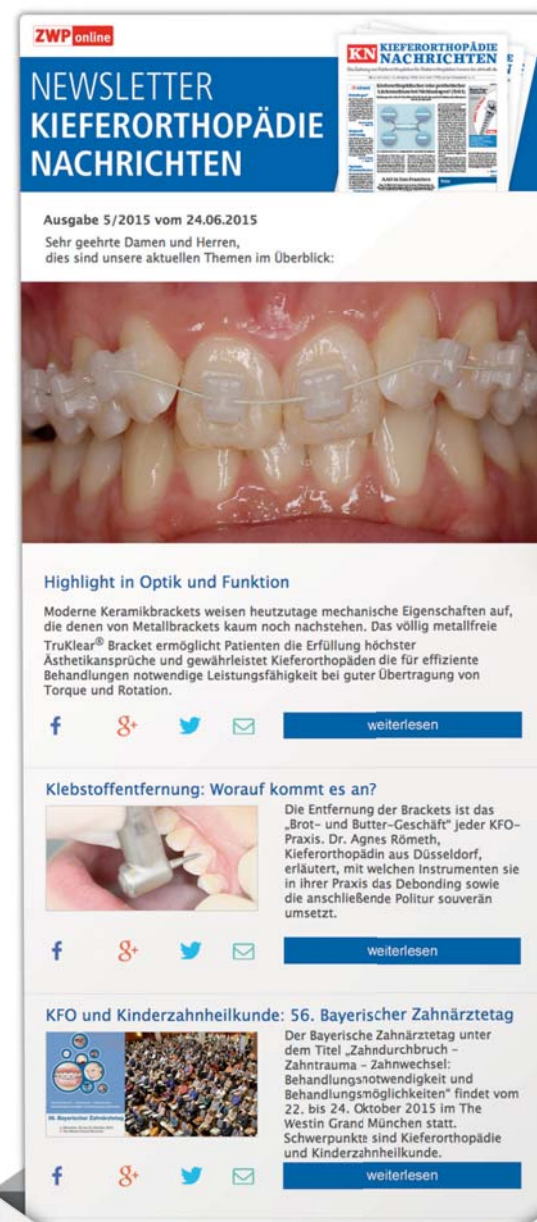 ZWP online
NEWSLETTER
KIEFERORTHOPÄDIE
NACHRICHTEN
KN KIEFERORTHOPÄDIE
NACHRICHTEN
Ausgabe 5/2015 vom 24.06.2015
Sehr geehrte Damen und Herren,
dies sind unsere aktuellen Themen im Überblick:
Highlight in Optik und Funktion
Moderne Keramikbrackets weisen heutzutage mechanische Eigenschaften auf,
die denen von Metallbrackets kaum noch nachstehen. Das völlig metallfreie
TruKlear® Bracket ermöglicht Patienten die Erfüllung höchster
Ästhetikansprüche und gewährleistet Kieferorthopäden die für effiziente
Behandlungen notwendige Leistungsfähigkeit bei guter Übertragung von
Torque und Rotation.
weiterlesen
Klebstoffentfernung: Worauf kommt es an?
Die Entfernung der Brackets ist das
„Brot- und Butter-Geschäft" jeder KFO-
Praxis. Dr. Agnes Römeth,
Kieferorthopädin aus Düsseldorf,
erläutert, mit welchen Instrumenten sie
in ihrer Praxis das Debonding sowie
die anschließende Politur souverän
umsetzt.
weiterlesen
KFO und Kinderzahnheilkunde: 56. Bayerischer Zahnärztetag
56. Bayerischer Zahnärztetag
Der Bayerische Zahnärztetag unter
dem Titel „Zahndurchbruch –
Zahntrauma – Zahnwechsel:
Behandlungsnotwendigkeit und
Behandlungsmöglichkeiten" findet vom
22. bis 24. Oktober 2015 im The
Westin Grand München statt.
Schwerpunkte sind Kieferorthopädie
und Kinderzahnheilkunde.
weiterlesen